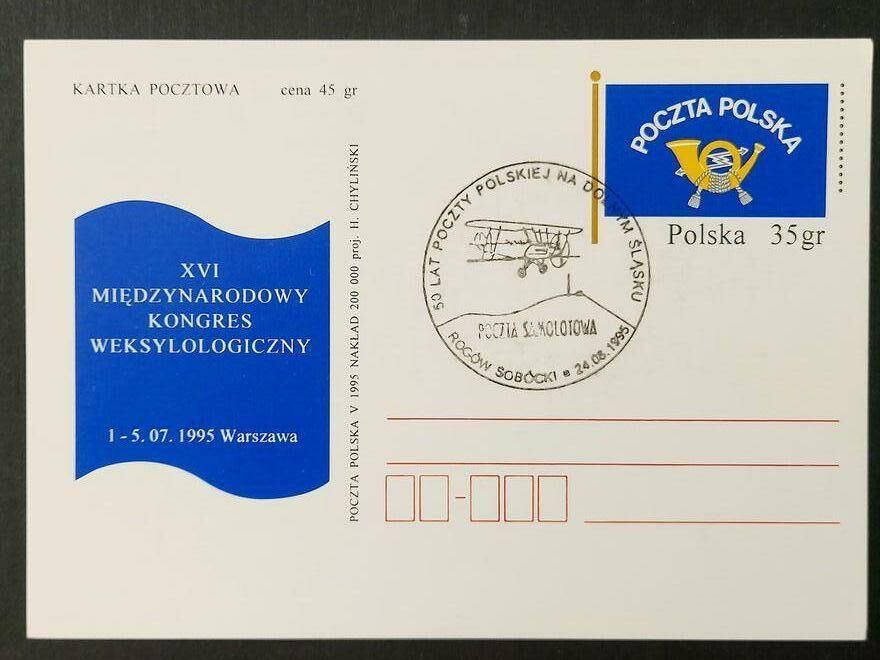 KARTKA POCZTOWA cena 45 gr
XVI
MIĘDZYNARODOWY
KONGRES
WEKSYLOLOGICZNY
1 - 5. 07. 1995 Warszawa
POCZTA POLSKA V 1995 NAKŁAD 200 000 proj. H. CHYLIŃSKI
50 LAT POCZTY POLSKIEJ NA DOLNYM ŚLĄSKU
POCZTA SAMOLOTOWA
ROGÓW SOBÓCKI 24.08.1995
POCZTA POLSKA
Polska 35gr